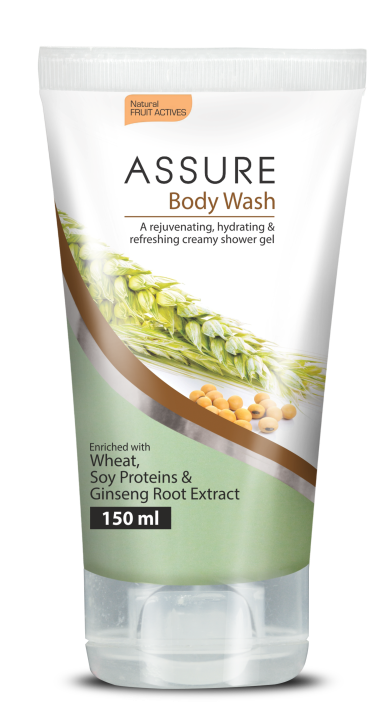 Natural
FRUIT ACTIVES
ASSURE
Body Wash
A rejuvenating, hydrating &
refreshing creamy shower gel
Enriched with
Wheat,
Soy Proteins &
Ginseng Root Extract
150 ml